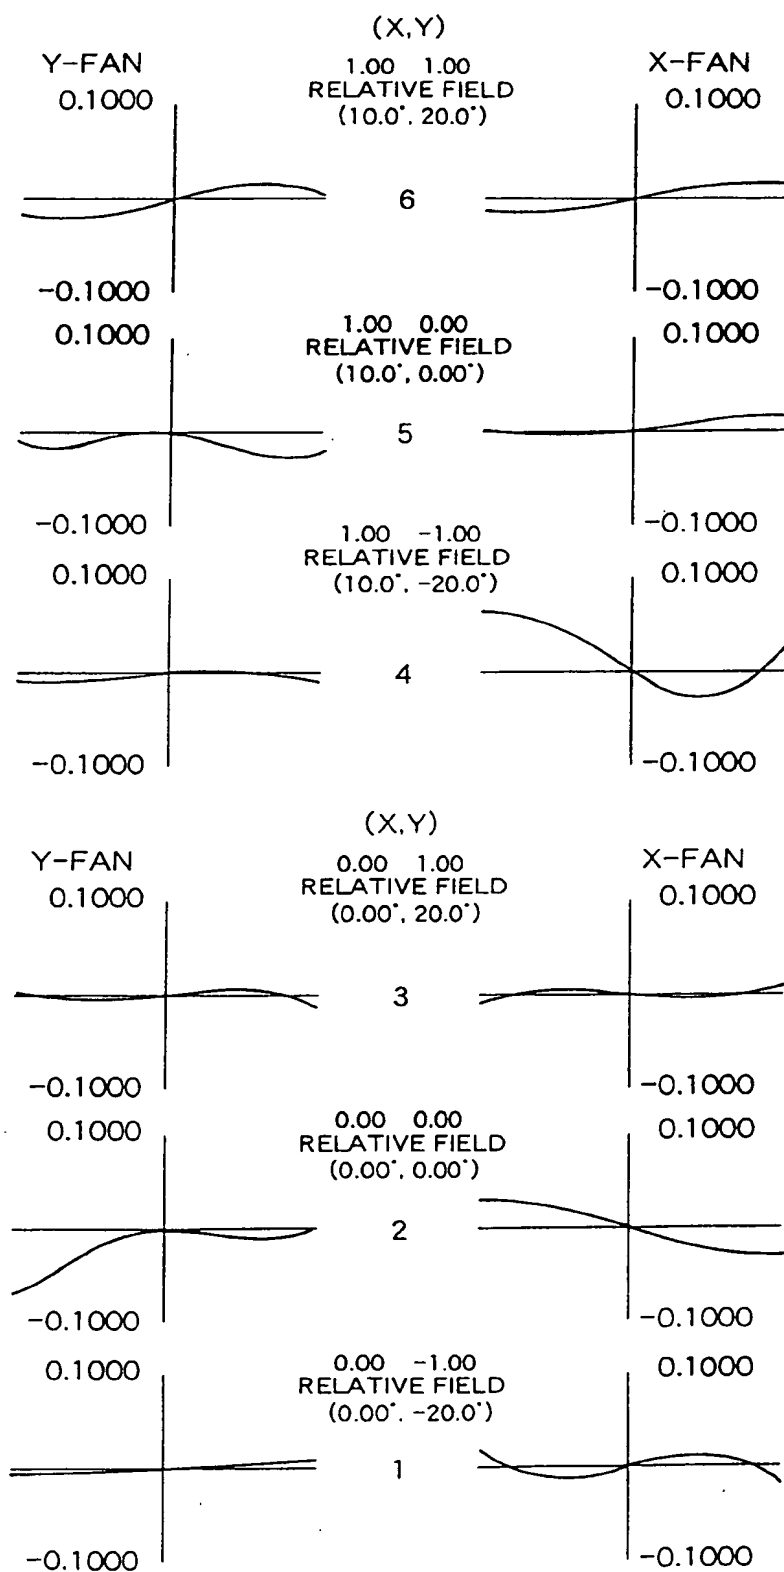 (X,Y)
Y-FAN 1.00 1.00 X-FAN
0.1000 RELATIVE FIELD 0.1000
(10.0°, 20.0°)
6
-0.1000 -0.1000
0.1000 1.00 0.00 0.1000
RELATIVE FIELD
(10.0°, 0.00°)
5
-0.1000 -0.1000
1.00 -1.00
RELATIVE FIELD
0.1000 (10.0°, -20.0°) 0.1000
4
-0.1000 -0.1000
(X,Y)
Y-FAN 0.00 1.00 X-FAN
0.1000 RELATIVE FIELD 0.1000
(0.00°, 20.0°)
3
-0.1000 -0.1000
0.1000 0.00 0.00 0.1000
RELATIVE FIELD
(0.00°, 0.00°)
2
-0.1000 -0.1000
0.1000 0.00 -1.00 0.1000
RELATIVE FIELD
(0.00°, -20.0°)
1
-0.1000 -0.1000